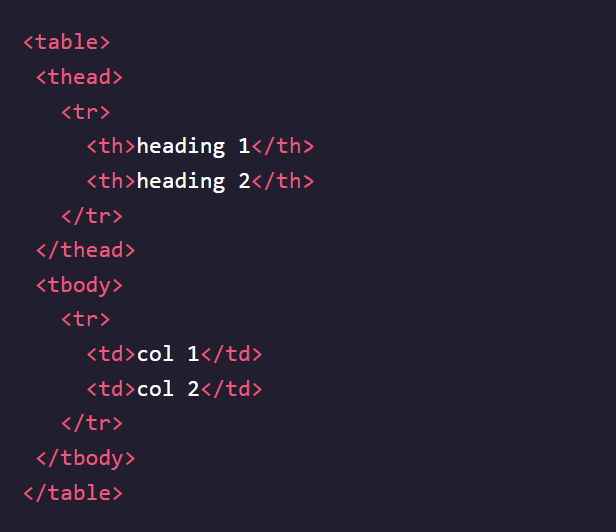 <table>
 <thead>
   <tr>
     <th>heading 1</th>
     <th>heading 2</th>
   </tr>
 </thead>
 <tbody>
   <tr>
     <td>col 1</td>
     <td>col 2</td>
   </tr>
 </tbody>
</table>